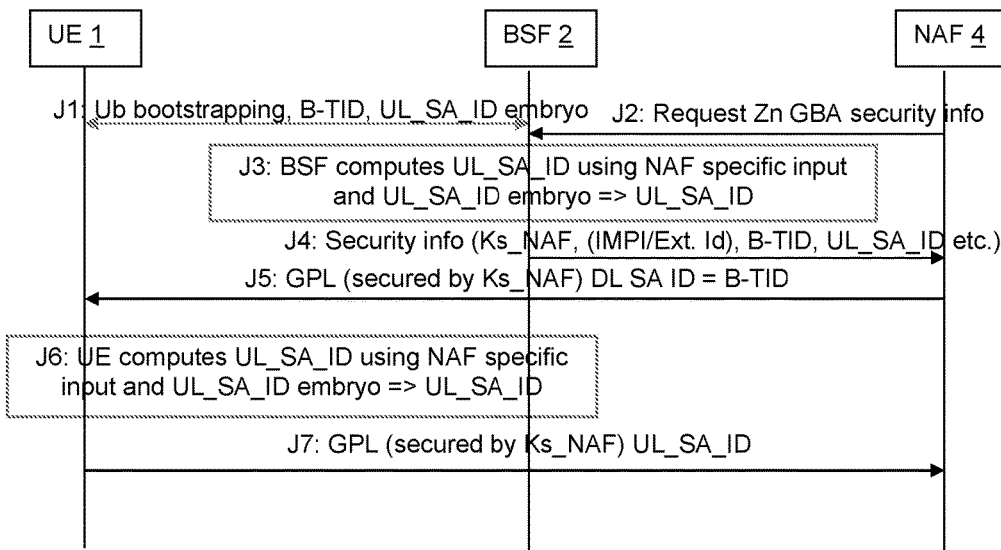 UE 1
BSF 2
NAF 4
J1: Ub bootstrapping, B-TID, UL_SA_ID embryo
J2: Request Zn GBA security info
J3: BSF computes UL_SA_ID using NAF specific
input and UL_SA_ID embryo => UL_SA_ID
J4: Security info (Ks_NAF, (IMPI/Ext. Id), B-TID, UL_SA_ID etc.)
J5: GPL (secured by Ks_NAF) DL SA ID = B-TID
J6: UE computes UL_SA_ID using NAF specific
input and UL_SA_ID embryo => UL_SA_ID
J7: GPL (secured by Ks_NAF) UL_SA_ID